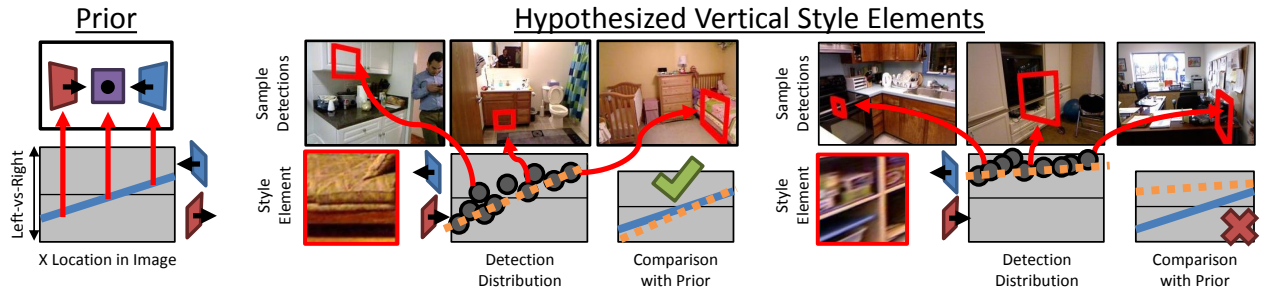 Prior
Hypothesized Vertical Style Elements
Left-vs-Right
X Location in Image
Sample
Detections
Style
Element
Detection
Distribution
Comparison
with Prior
Sample
Detections
Style
Element
Detection
Distribution
Comparison
with Prior